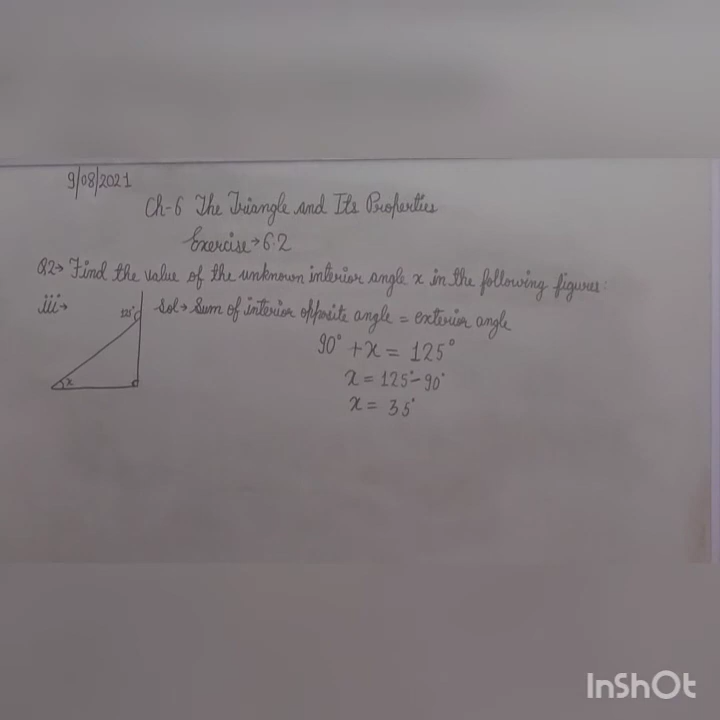 9/08/2021
Ch-6 The Triangle and Its Properties
Exercise→6.2
Q2→ Find the value of the unknown interior angle x in the following figures:
iii→
125°
x
Sol→ Sum of interior opposite angle = exterior angle
90° + x = 125°
x = 125° - 90°
x = 35°
InShOt